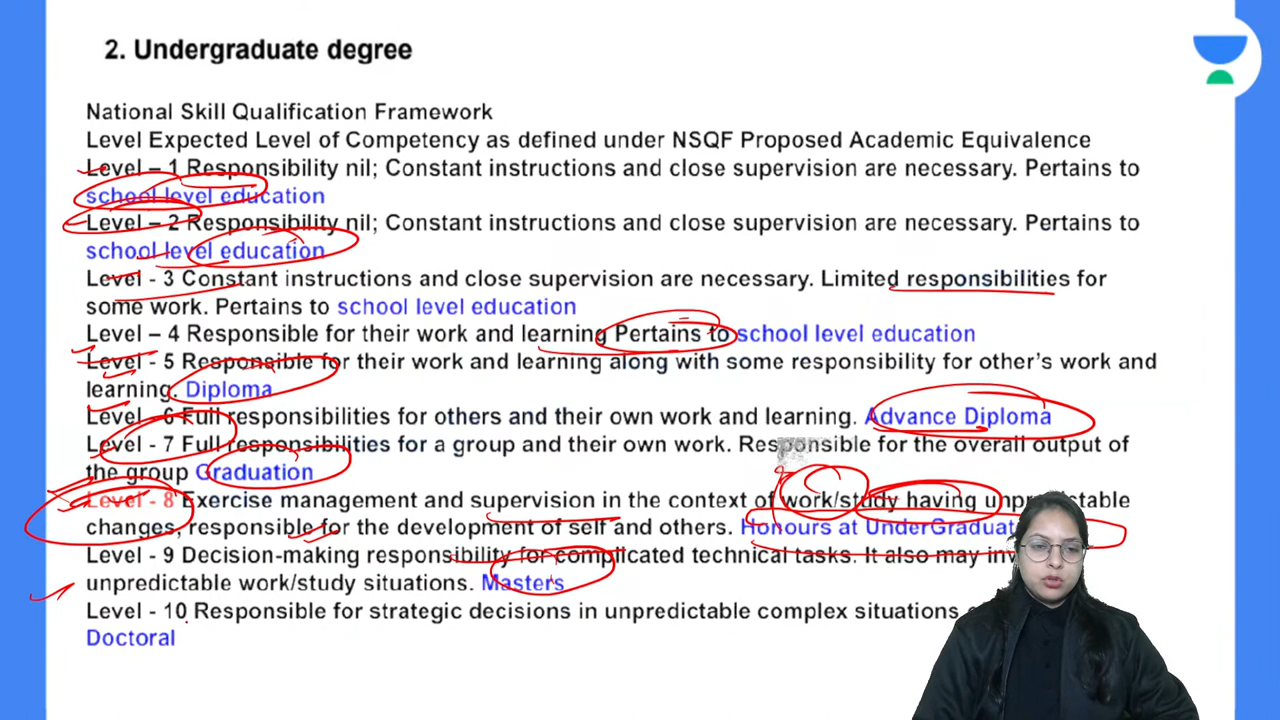 2. Undergraduate degree
National Skill Qualification Framework
Level Expected Level of Competency as defined under NSQF Proposed Academic Equivalence
Level – 1 Responsibility nil; Constant instructions and close supervision are necessary. Pertains to
school level education
Level – 2 Responsibility nil; Constant instructions and close supervision are necessary. Pertains to
school level education
Level - 3 Constant instructions and close supervision are necessary. Limited responsibilities for
some work. Pertains to school level education
Level – 4 Responsible for their work and learning Pertains to school level education
Level - 5 Responsible for their work and learning along with some responsibility for other's work and
learning. Diploma
Level - 6 Full responsibilities for others and their own work and learning. Advance Diploma
Level - 7 Full responsibilities for a group and their own work. Responsible for the overall output of
the group Graduation
Level - 8 Exercise management and supervision in the context of work/study having unpredictable
changes, responsible for the development of self and others. Honours at
Level - 9 Decision-making responsibility for complicated technical tasks. It also may
unpredictable work/study situations. Masters
Level - 10 Responsible for strategic decisions in unpredictable complex situations
Doctoral